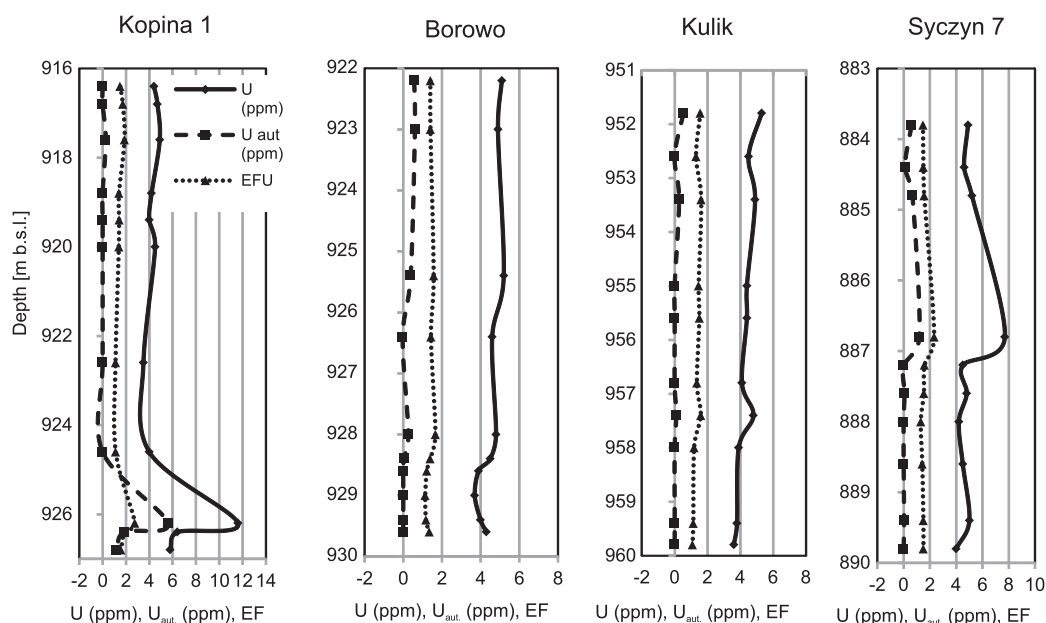 Kopina 1
Borowo
Kulik
Syczyn 7
Depth [m b.s.l.]
916
918
920
922
924
926
U
(ppm)
U aut
(ppm)
EFU
-2 0 2 4 6 8 10 12 14
U (ppm), Uaut. (ppm), EF
922
923
924
925
926
927
928
929
930
-2 0 2 4 6 8
U (ppm), Uaut. (ppm), EF
951
952
953
954
955
956
957
958
959
960
-2 0 2 4 6 8
U (ppm), Uaut. (ppm), EF
883
884
885
886
887
888
889
890
-2 0 2 4 6 8 10
U (ppm), Uaut. (ppm), EF